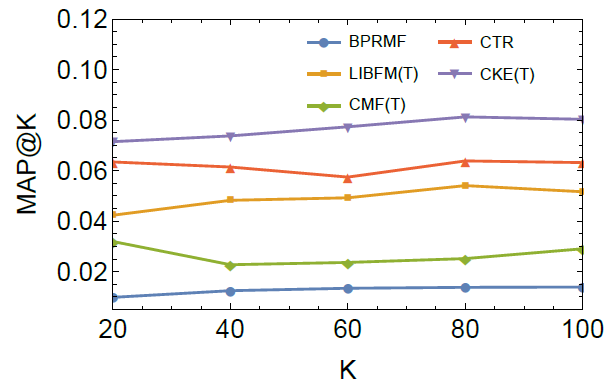 0.12
0.10
0.08
0.06
0.04
0.02
MAP@K
BPRMF
CTR
LIBFM(T)
CKE(T)
CMF(T)
20 40 60 80 100
K